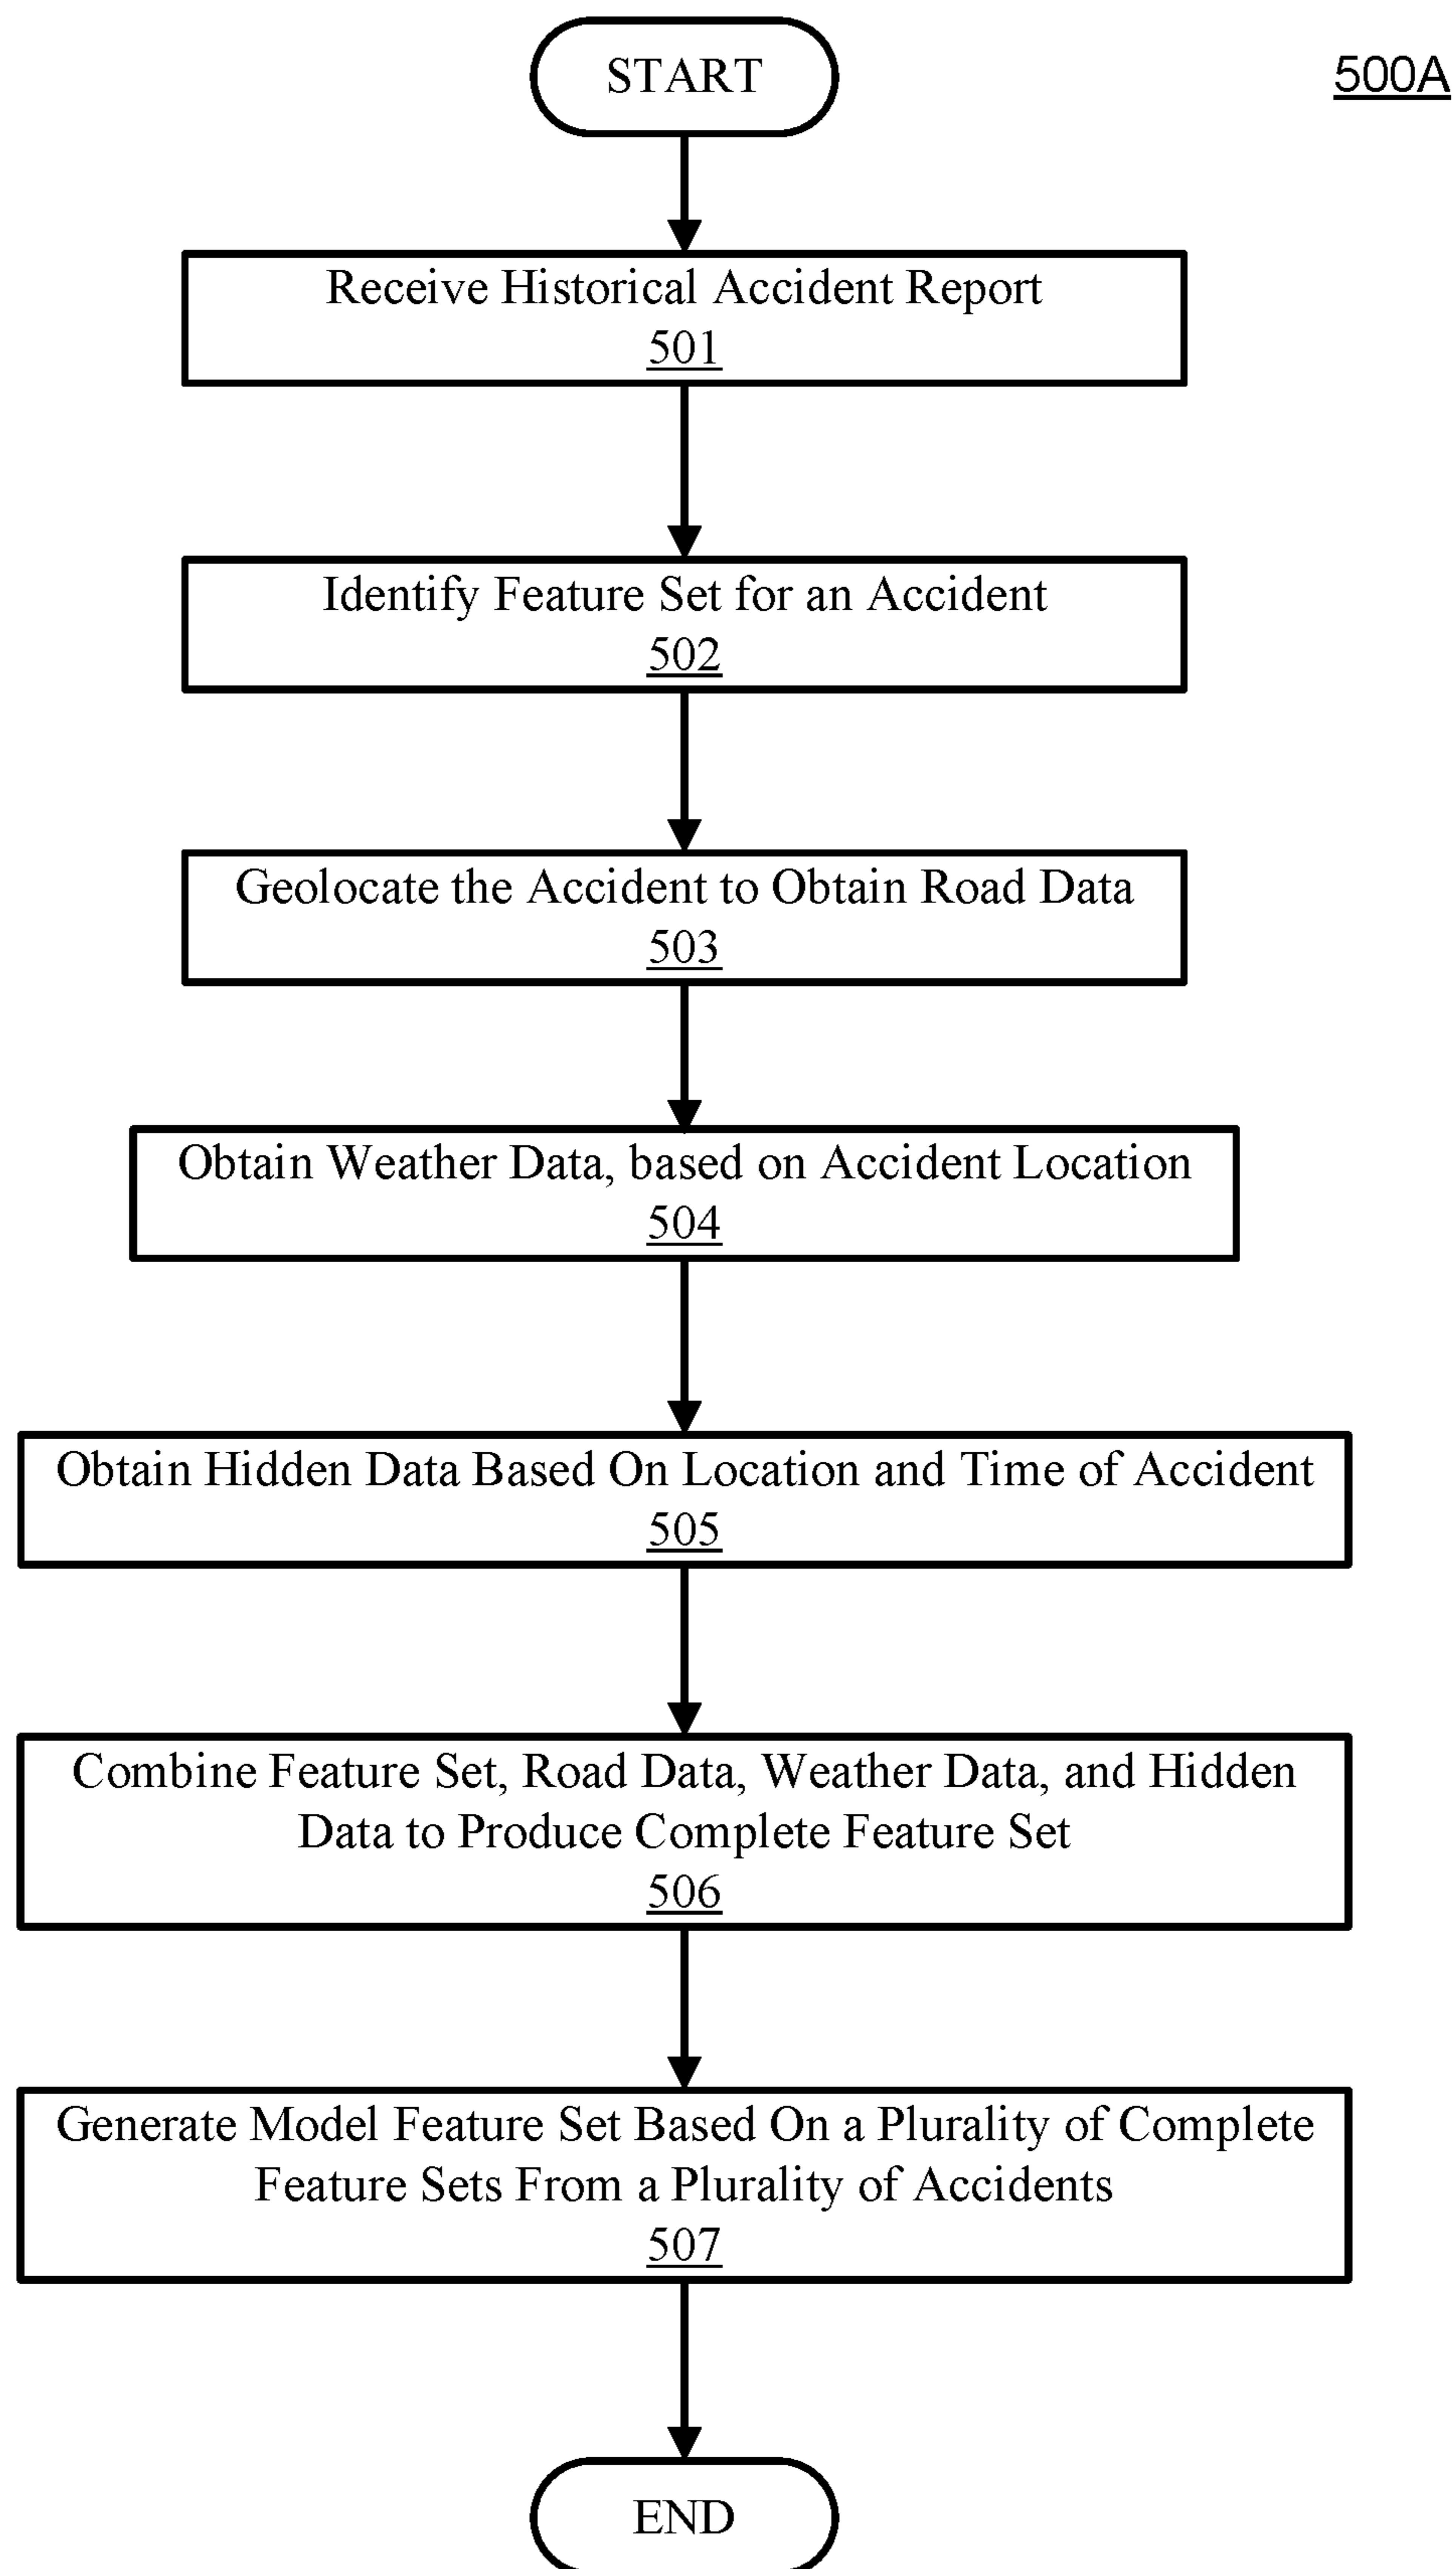 START
500A
Receive Historical Accident Report
501
Identify Feature Set for an Accident
502
Geolocate the Accident to Obtain Road Data
503
Obtain Weather Data, based on Accident Location
504
Obtain Hidden Data Based On Location and Time of Accident
505
Combine Feature Set, Road Data, Weather Data, and Hidden
Data to Produce Complete Feature Set
506
Generate Model Feature Set Based On a Plurality of Complete
Feature Sets From a Plurality of Accidents
507
END